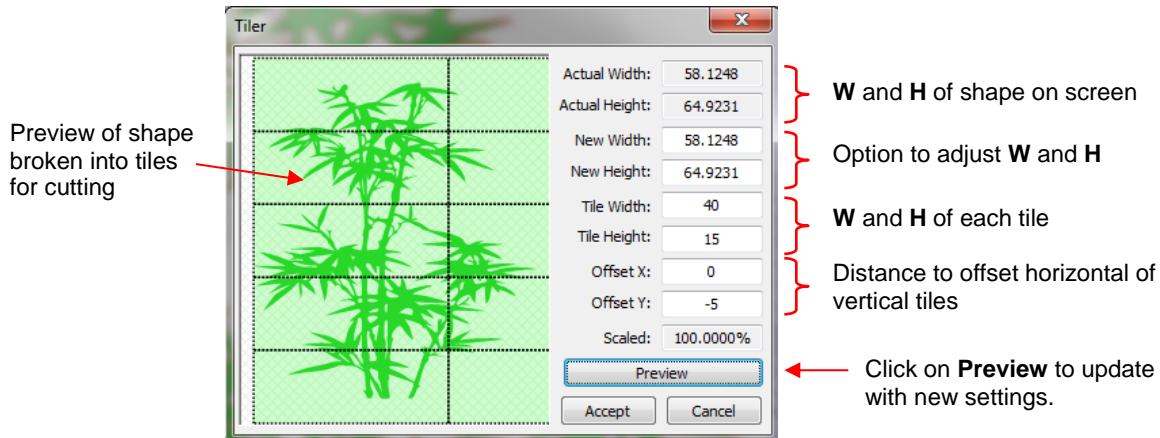 Tiler
Preview of shape
broken into tiles
for cutting
Actual Width: 58.1248
Actual Height: 64.9231
New Width: 58.1248
New Height: 64.9231
Tile Width: 40
Tile Height: 15
Offset X: 0
Offset Y: -5
Scaled: 100.0000%
Preview
Accept Cancel
W and H of shape on screen
Option to adjust W and H
W and H of each tile
Distance to offset horizontal of
vertical tiles
Click on Preview to update
with new settings.